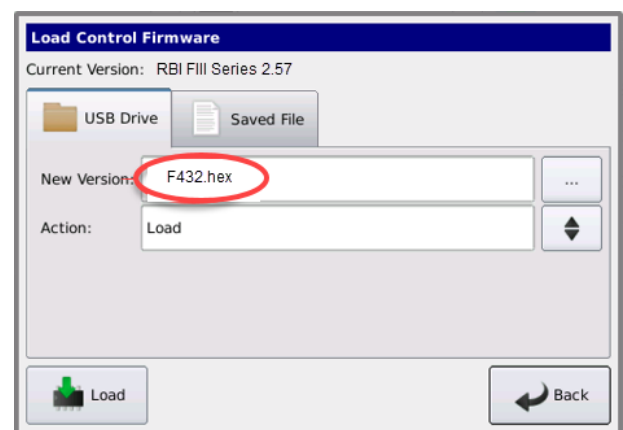 Load Control Firmware
Current Version: RBI FIII Series 2.57
USB Drive
Saved File
New Version: F432.hex ...
Action: Load
Load
Back